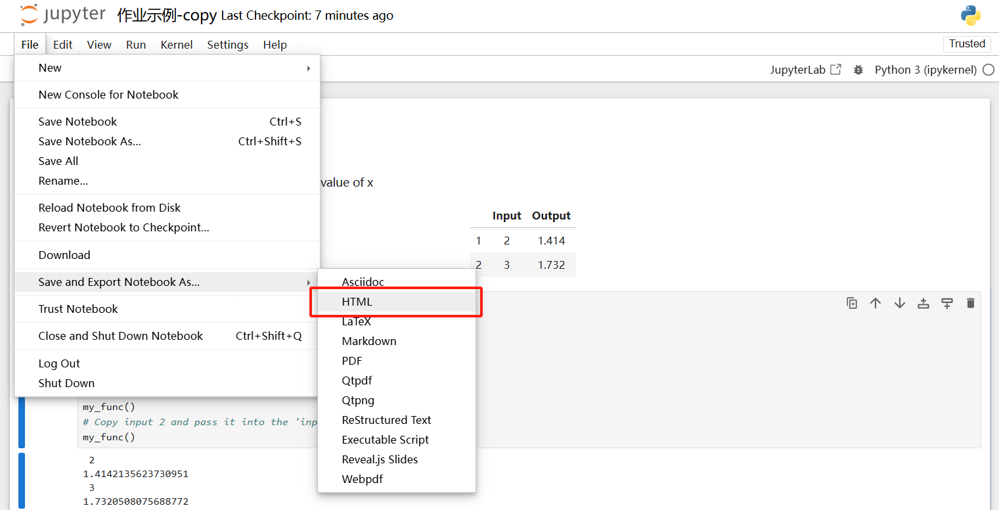 jupyter 作业示例-copy Last Checkpoint: 7 minutes ago
File Edit View Run Kernel Settings Help Trusted
JupyterLab Python 3 (ipykernel)
New
New Console for Notebook
Save Notebook Ctrl+S
Save Notebook As... Ctrl+Shift+S
Save All
Rename...
Reload Notebook from Disk
Revert Notebook to Checkpoint...
Download
Save and Export Notebook As...
Trust Notebook
Close and Shut Down Notebook Ctrl+Shift+Q
Log Out
Shut Down
Asciidoc
HTML
LaTeX
Markdown
PDF
Qtpdf
Qtpng
ReStructured Text
Executable Script
Reveal.js Slides
Webpdf
value of x
Input Output
1 2 1.414
2 3 1.732
my_func()
# Copy input 2 and pass it into the 'inp
my_func()
2
1.4142135623730951
3
1.7320508075688772